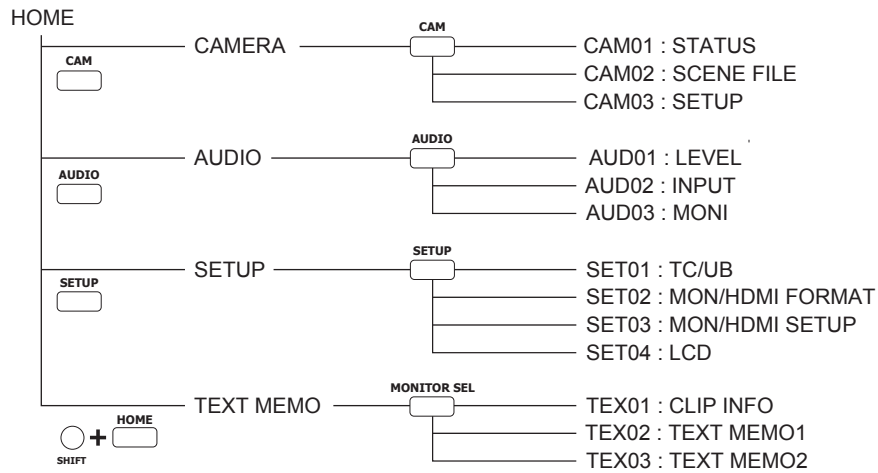 HOME
CAM
CAMERA
CAM
CAM01 : STATUS
CAM02 : SCENE FILE
CAM03 : SETUP
AUDIO
AUDIO
AUDIO
AUD01 : LEVEL
AUD02 : INPUT
AUD03 : MONI
SETUP
SETUP
SETUP
SET01 : TC/UB
SET02 : MON/HDMI FORMAT
SET03 : MON/HDMI SETUP
SET04 : LCD
TEXT MEMO
HOME
+
SHIFT
MONITOR SEL
TEX01 : CLIP INFO
TEX02 : TEXT MEMO1
TEX03 : TEXT MEMO2